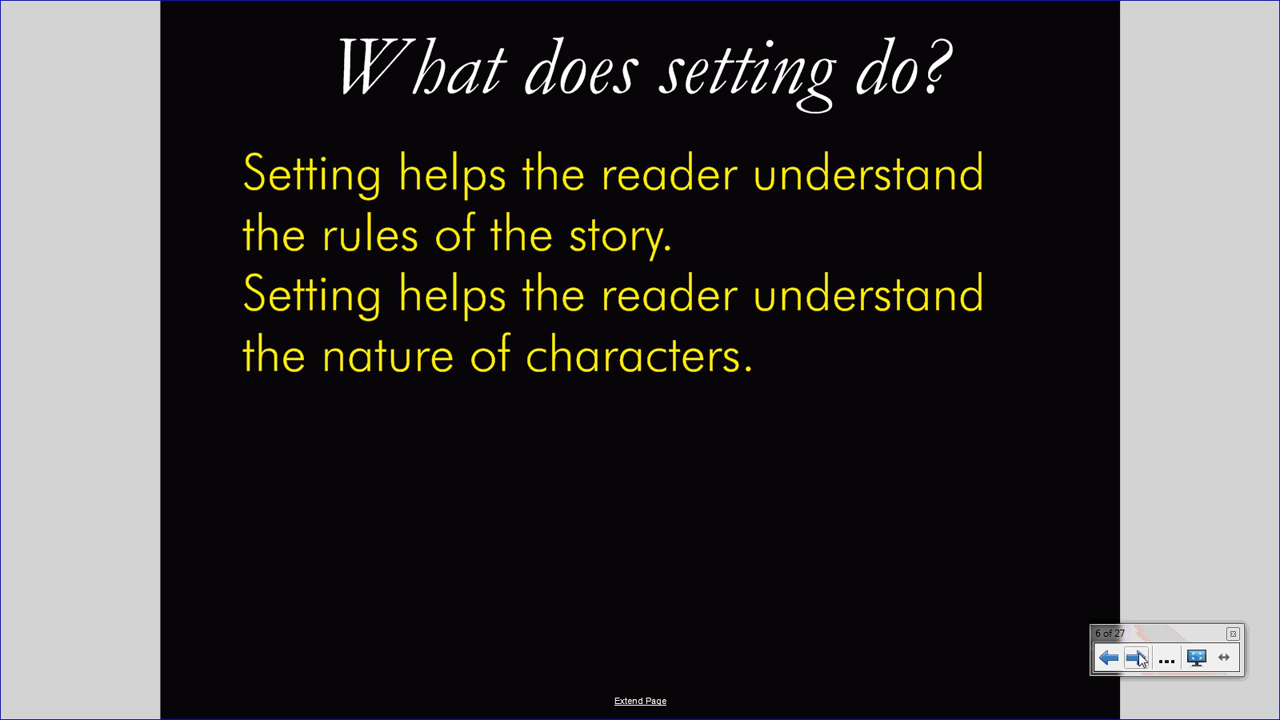 What does setting do?
Setting helps the reader understand
the rules of the story.
Setting helps the reader understand
the nature of characters.
6 of 27
...
Extend Page